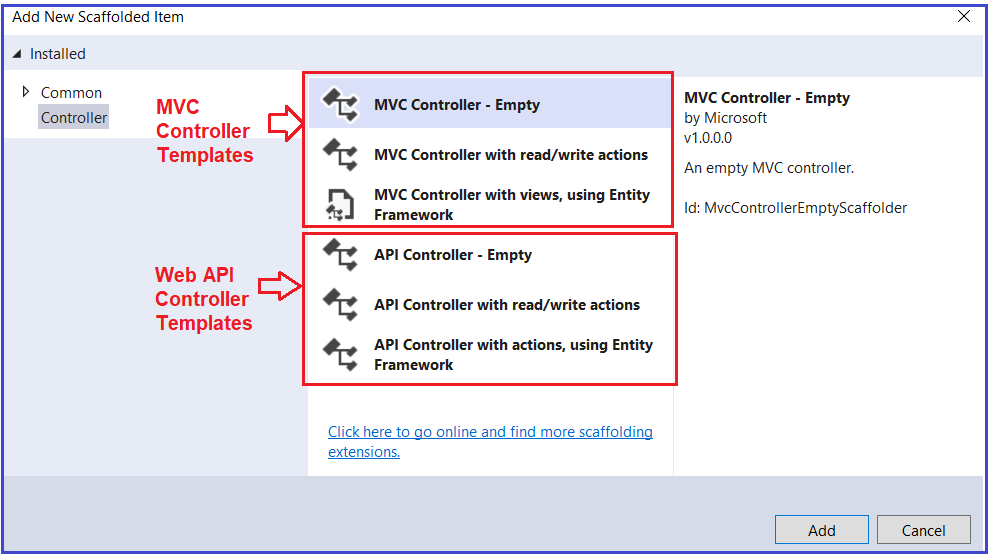 Add New Scaffolded Item
Installed
Common
Controller
MVC
Controller
Templates
MVC Controller - Empty
MVC Controller with read/write actions
MVC Controller with views, using Entity
Framework
Web API
Controller
Templates
API Controller - Empty
API Controller with read/write actions
API Controller with actions, using Entity
Framework
Click here to go online and find more scaffolding
extensions.
MVC Controller - Empty
by Microsoft
v1.0.0.0
An empty MVC controller.
Id: MvcControllerEmptyScaffolder
Add
Cancel